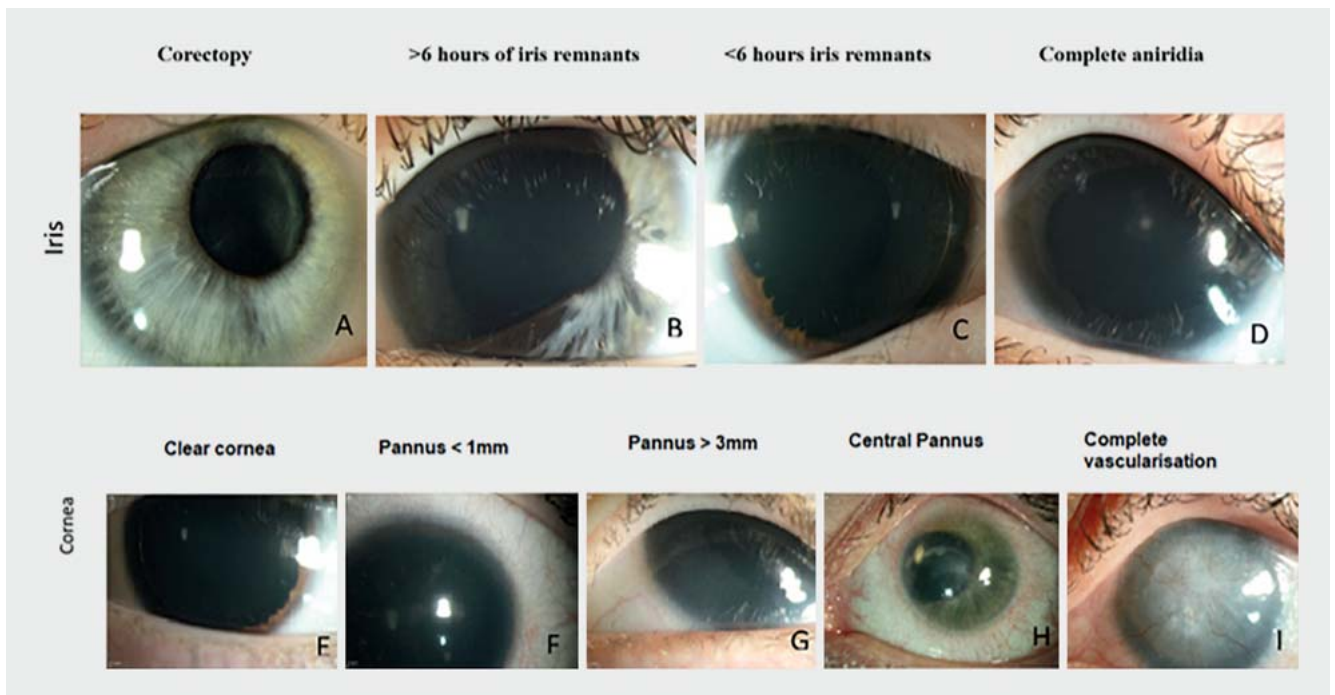 Corectopy
>6 hours of iris remnants
<6 hours iris remnants
Complete aniridia
Iris
A
B
C
D
Clear cornea
Pannus < 1mm
Pannus > 3mm
Central Pannus
Complete
vascularisation
Cornea
F
F
G
H
I